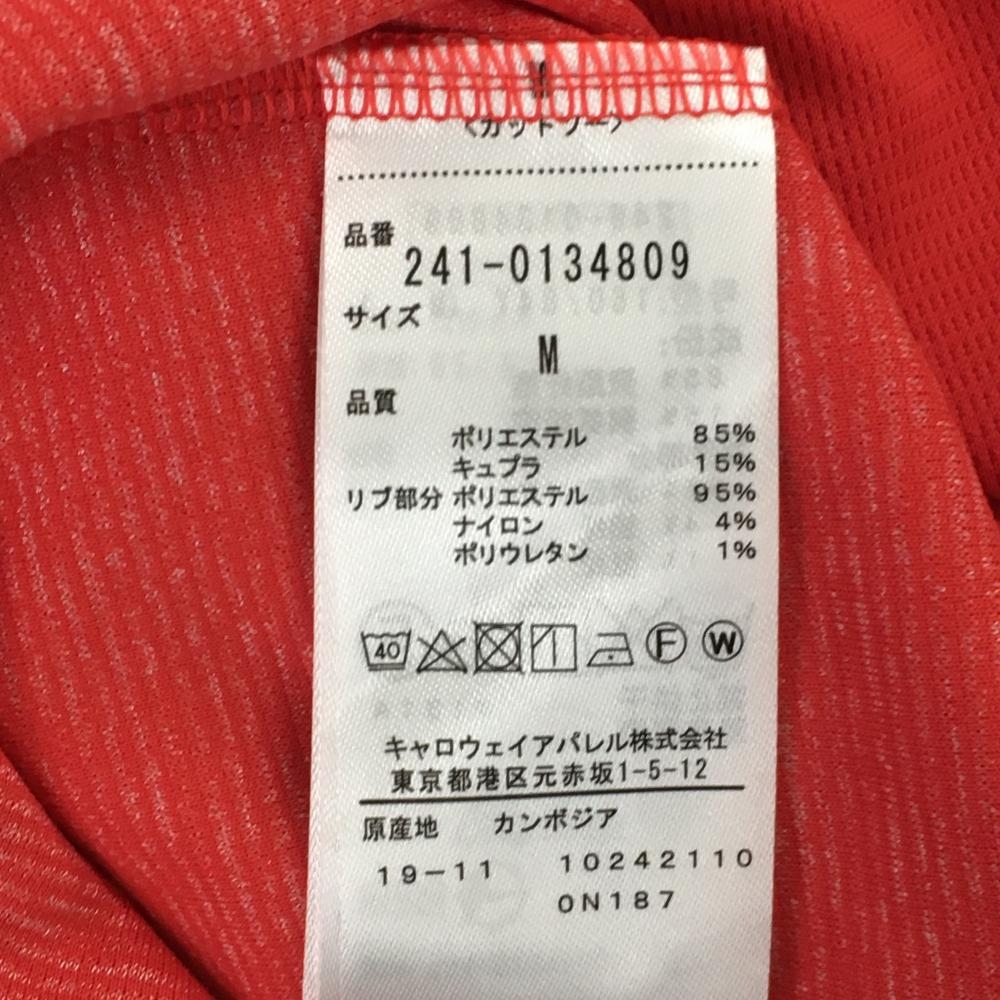 M
<カットソー>
品番
241-0134809
サイズ
M
品質
ポリエステル 85%
キュプラ 15%
リブ部分 ポリエステル 95%
ナイロン 4%
ポリウレタン 1%
40 F W
キャロウェイアパレル株式会社
東京都港区元赤坂1-5-12
原産地 カンボジア
19-11 10242110
0N187